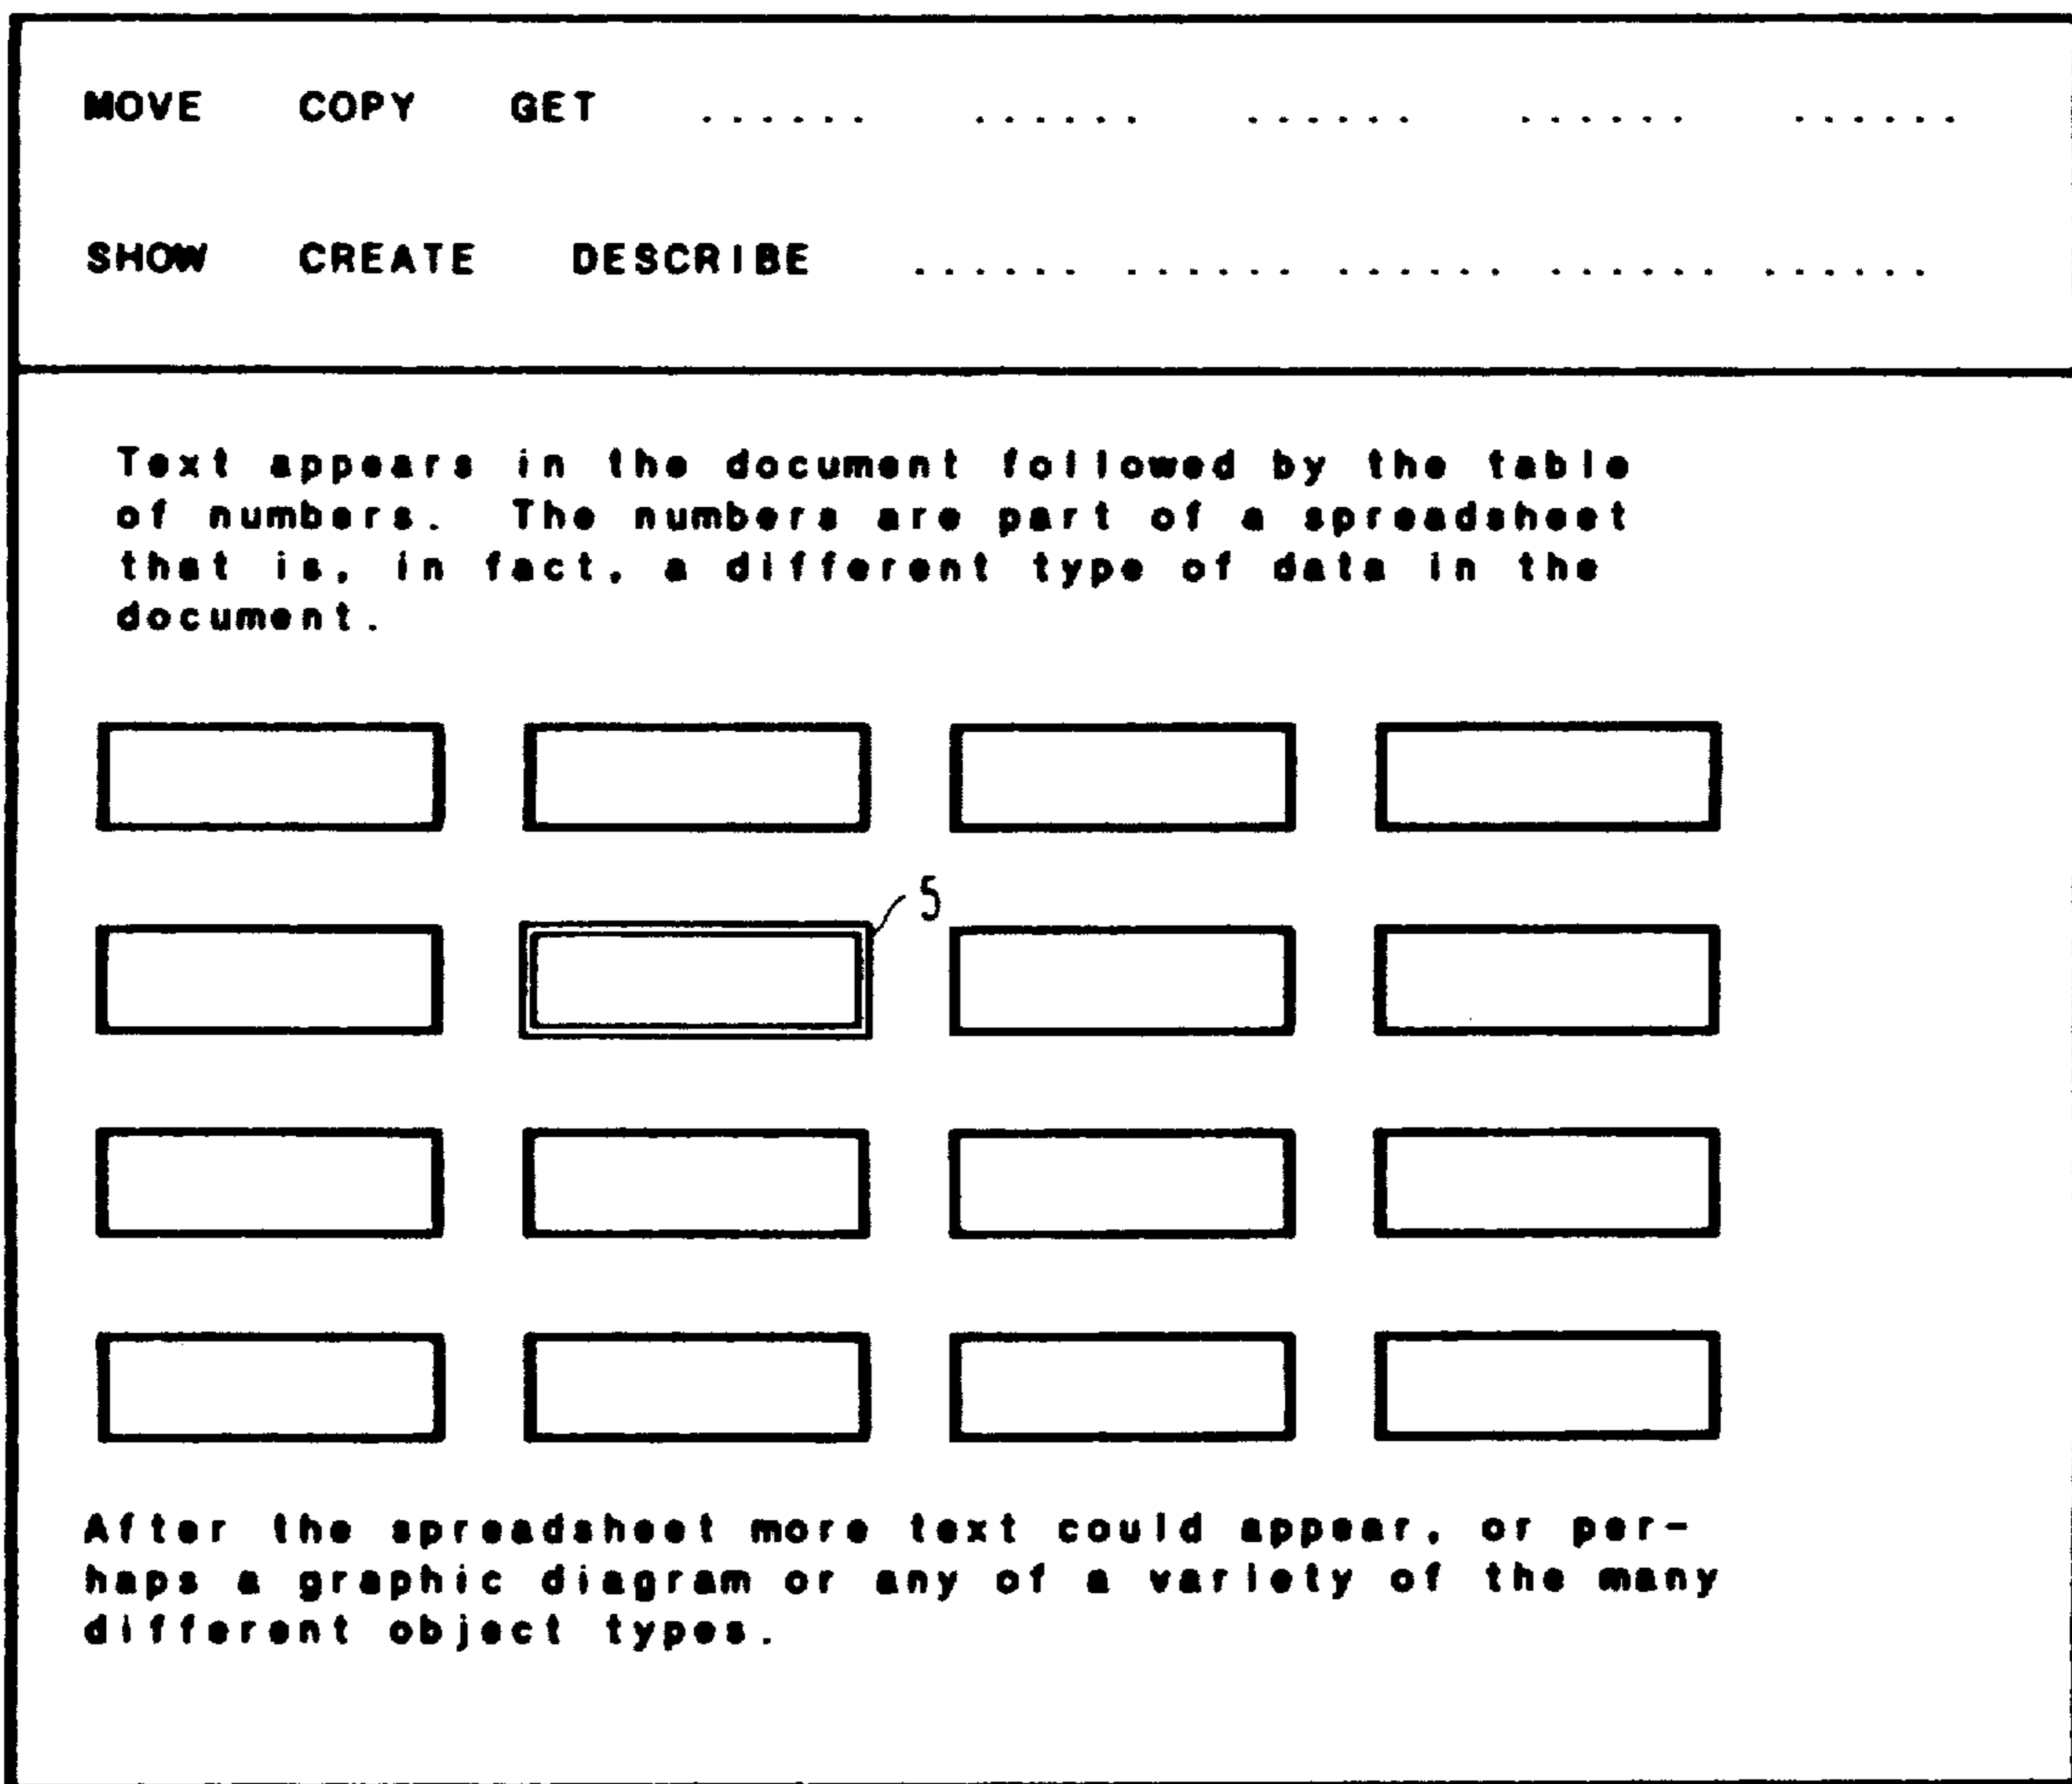 MOVE COPY GET ...... ...... ...... ...... ......
SHOW CREATE DESCRIBE ...... ...... ...... ...... ......
Text appears in the document followed by the table
of numbers. The numbers are part of a spreadsheet
that is, in fact, a different type of data in the
document.
5
After the spreadsheet more text could appear, or per-
haps a graphic diagram or any of a variety of the many
different object types.